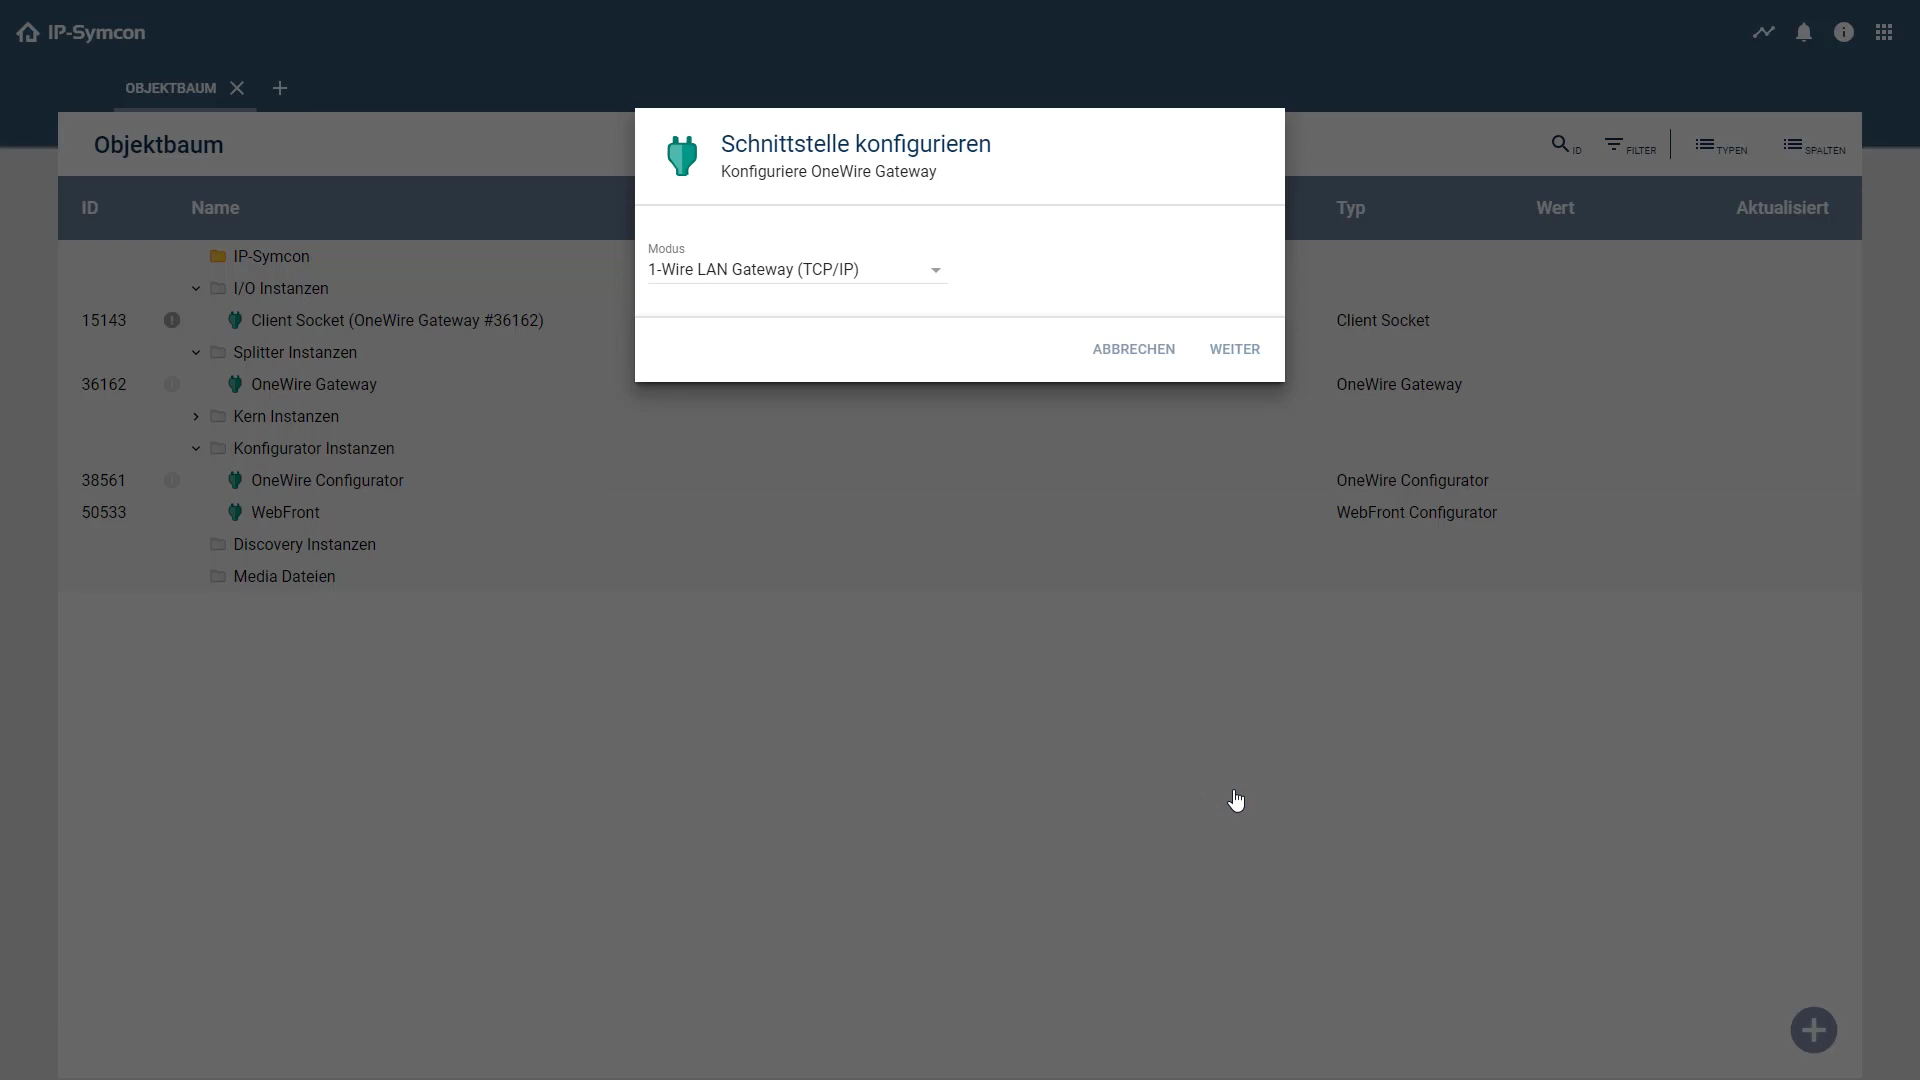 IP-Symcon
OBJEKTBAUM
Objektbaum
ID
FILTER
TYPEN
SPALTEN
ID
Name
Typ
Wert
Aktualisiert
Schnittstelle konfigurieren
Konfiguriere OneWire Gateway
Modus
1-Wire LAN Gateway (TCP/IP)
ABBRECHEN
WEITER
IP-Symcon
I/O Instanzen
15143
Client Socket (OneWire Gateway #36162)
Client Socket
Splitter Instanzen
36162
OneWire Gateway
OneWire Gateway
Kern Instanzen
Konfigurator Instanzen
38561
OneWire Configurator
OneWire Configurator
50533
WebFront
WebFront Configurator
Discovery Instanzen
Media Dateien